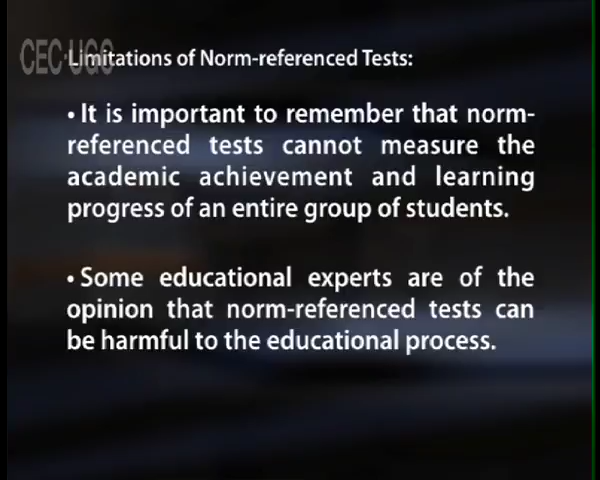 CEC-UGC
Limitations of Norm-referenced Tests:
• It is important to remember that norm-
referenced tests cannot measure the
academic achievement and learning
progress of an entire group of students.
• Some educational experts are of the
opinion that norm-referenced tests can
be harmful to the educational process.